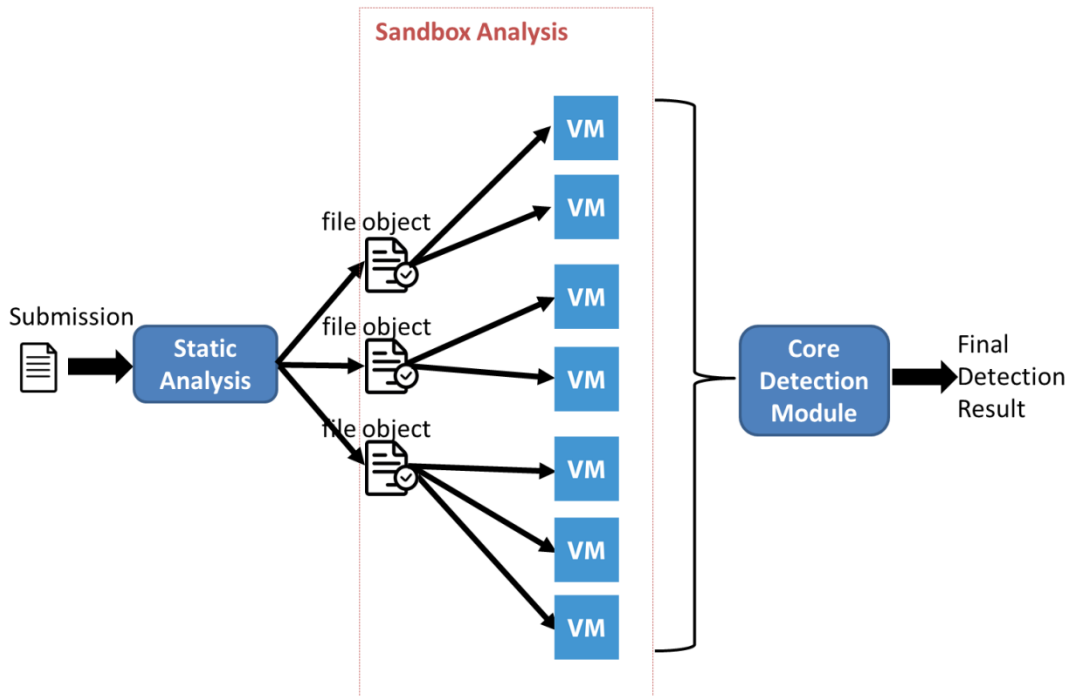 Sandbox Analysis
VM
VM
file object
VM
Submission
file object
Static
Analysis
VM
Core
Detection
Module
Final
Detection
Result
file object
VM
VM
VM